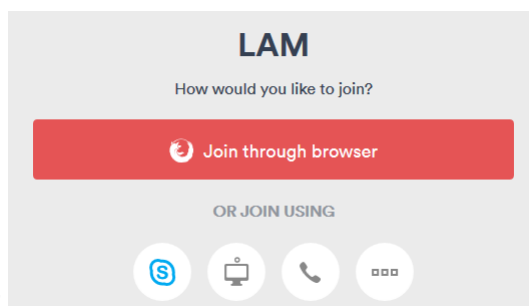 LAM
How would you like to join?
Join through browser
OR JOIN USING